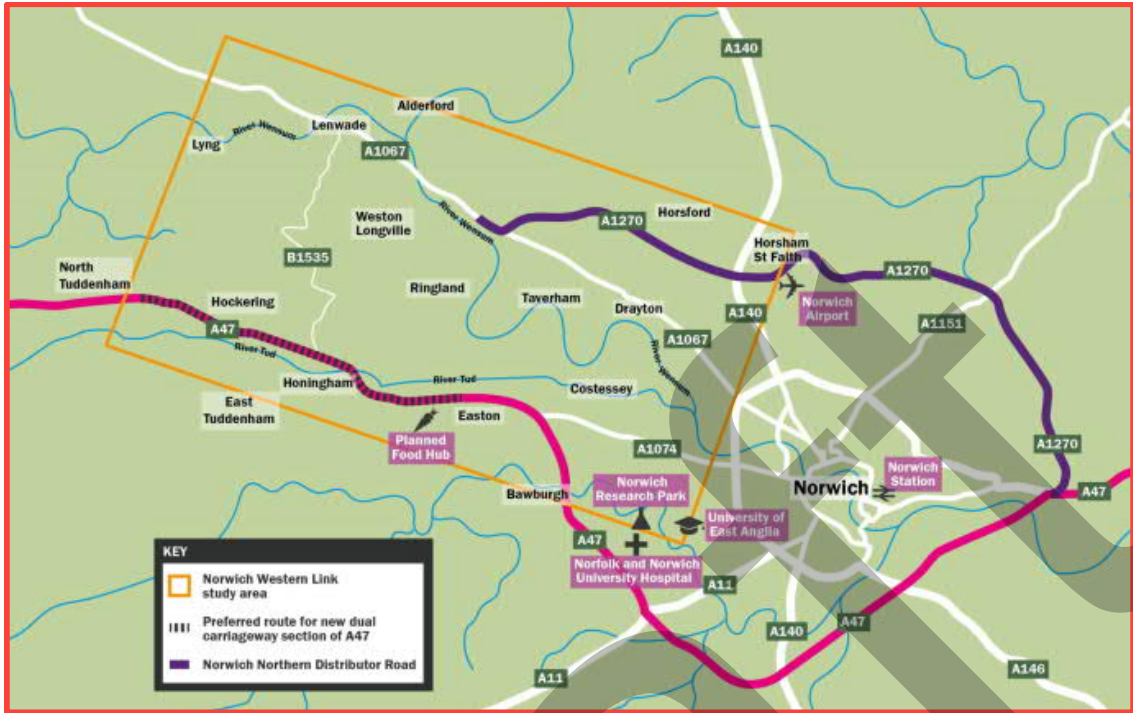 A140
Alderford
River Wensum
Lenwade
Lyng
A1067
Weston
Longville
River Wensum
Horsford
A1270
Horsham
St Faith
B1535
North
Tuddenham
A1270
Ringland
Hockering
Taverham
Drayton
Norwich
Airport
A140
A1151
A47
A1067
River Tud
River Wensum
Honingham
River Tud
Costessey
East
Tuddenham
Easton
Planned
Food Hub
A1074
A1270
Norwich
Station
Norwich
Research Park
Norwich
A47
Bawburgh
University of
East Anglia
A47
Norfolk and Norwich
University Hospital
A11
A47
A140
A146
A11
KEY
Norwich Western Link
study area
Preferred route for new dual
carriageway section of A47
Norwich Northern Distributor Road